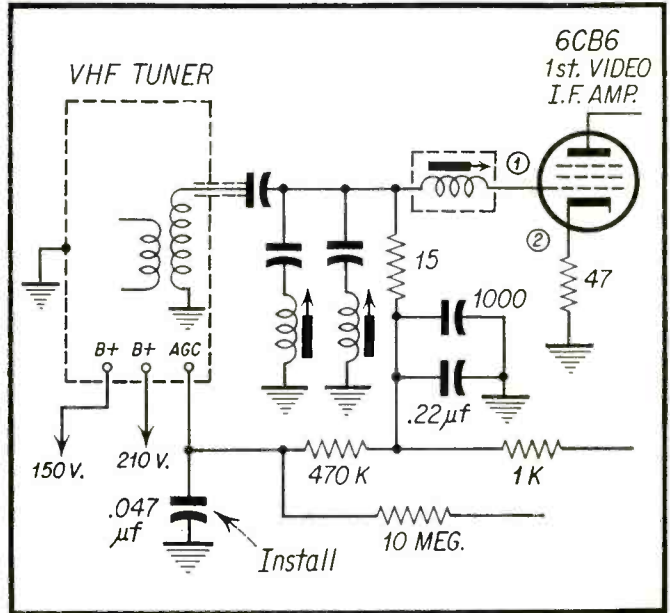 6CB6
1st. VIDEO
I.F. AMP.
VHF TUNER
①
②
15
47
1000
.22μf
B+ B+ AGC
150 V.
210 V.
470 K
1 K
.047
μf
Install
10 MEG.